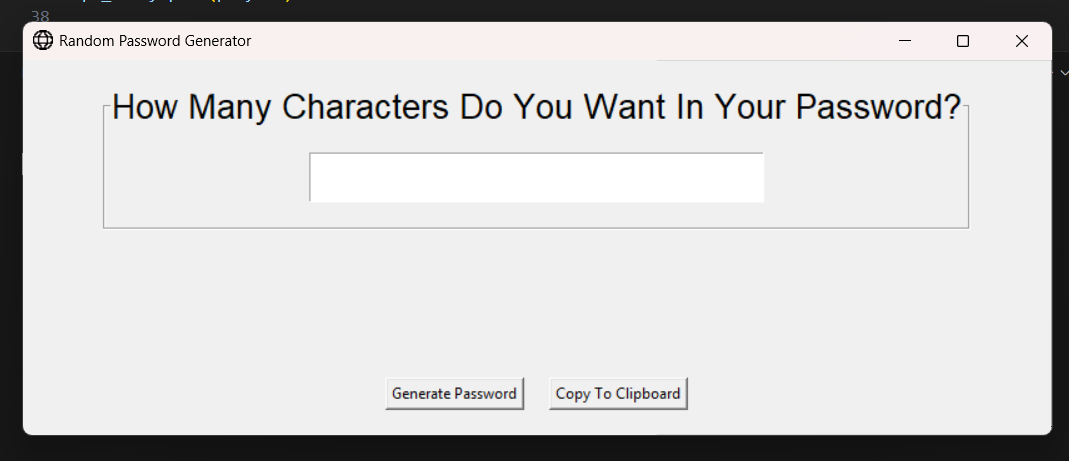 38
Random Password Generator
How Many Characters Do You Want In Your Password?
Generate Password
Copy To Clipboard